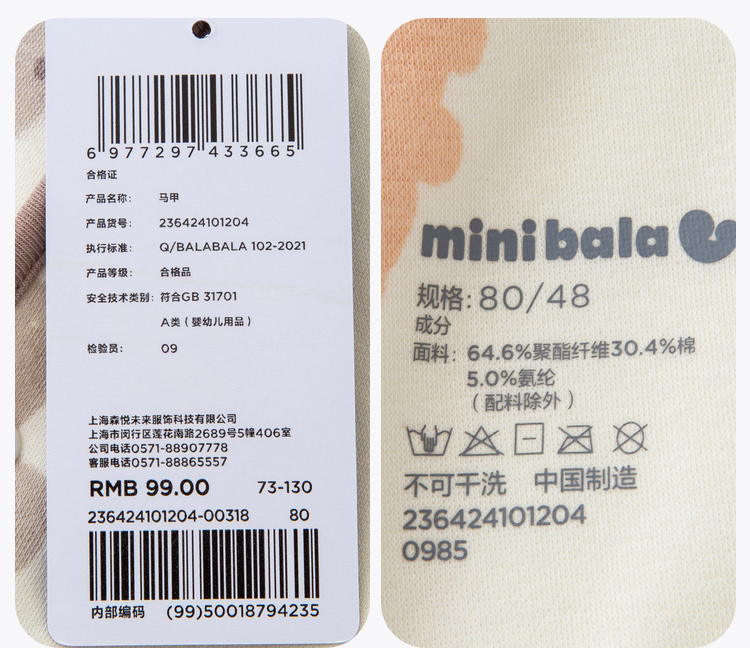 6 977297 433665
合格证
产品名称: 马甲
产品货号: 236424101204
执行标准: Q/BALABALA 102-2021
产品等级: 合格品
安全技术类别: 符合GB 31701
A类（婴幼儿用品）
检验员: 09
上海森悦未来服饰科技有限公司
上海市闵行区莲花南路2689号5幢406室
公司电话0571-88907778
客服电话0571-88865557
RMB 99.00 73-130
236424101204-00318 80
内部编码 (99)50018794235
mini bala
规格: 80/48
成分
面料: 64.6%聚酯纤维30.4%棉
5.0%氨纶
（配料除外）
不可干洗 中国制造
236424101204
0985